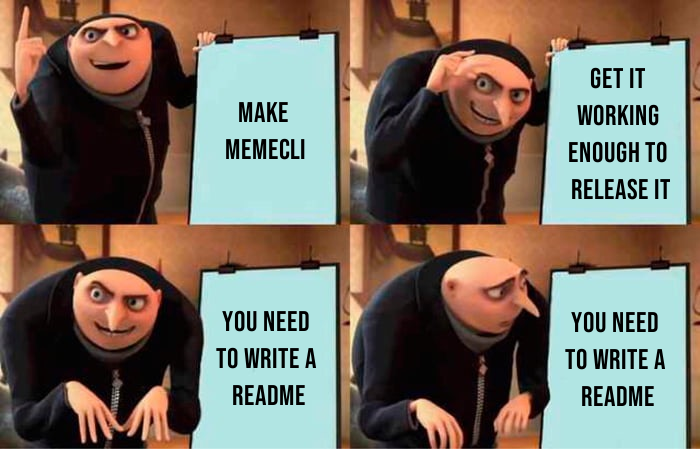 MAKE
MEMECLI
GET IT
WORKING
ENOUGH TO
RELEASE IT
YOU NEED
TO WRITE A
README
YOU NEED
TO WRITE A
README